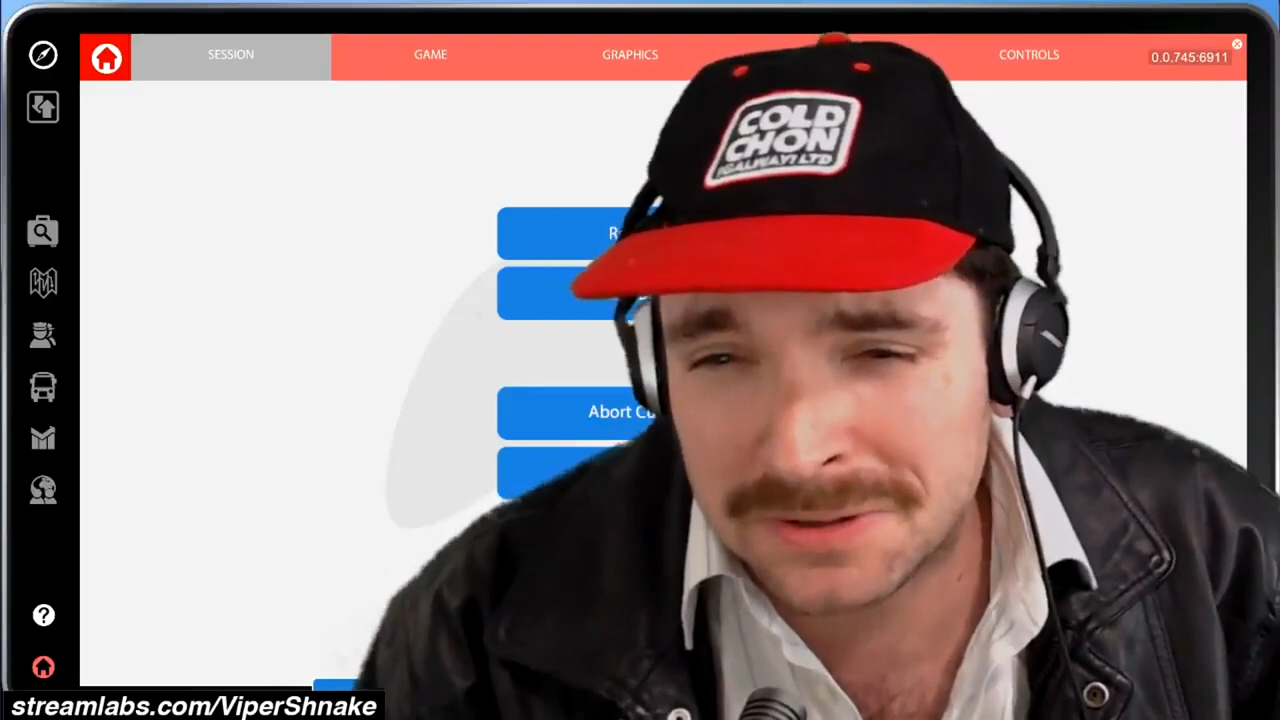 SESSION
GAME
GRAPHICS
CONTROLS
0.0.745:6911
COLD
CHON
(GALWAY) LTD
Abort
streamlabs.com/ViperShnake